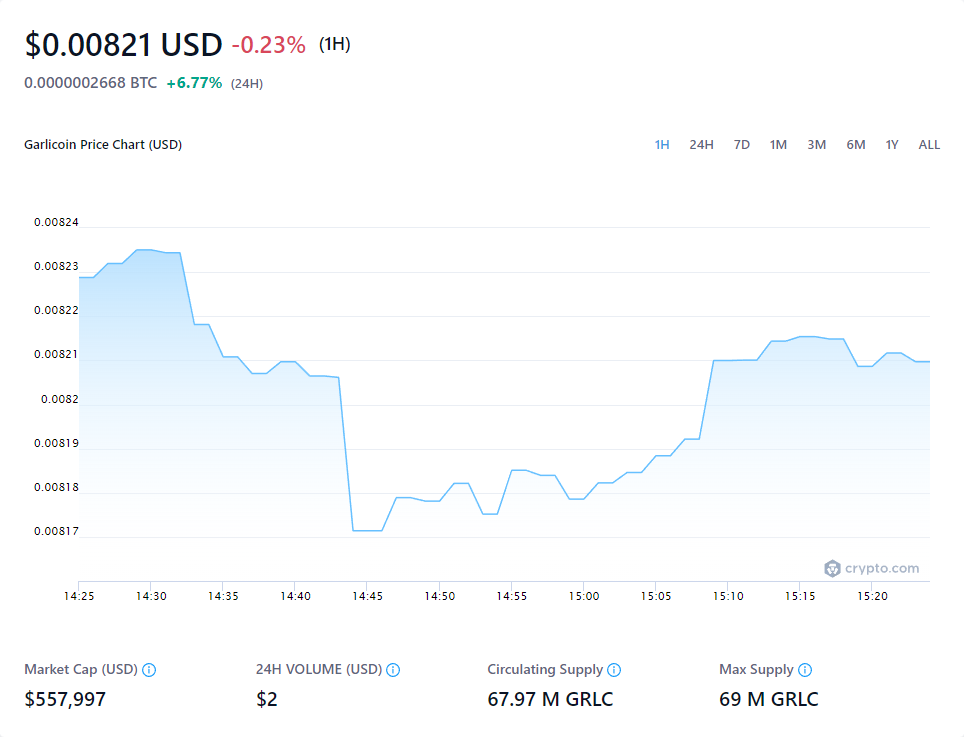 $0.00821 USD -0.23% (1H)
0.0000002668 BTC +6.77% (24H)
Garlicoin Price Chart (USD) 1H 24H 7D 1M 3M 6M 1Y ALL
0.00824
0.00823
0.00822
0.00821
0.0082
0.00819
0.00818
0.00817
crypto.com
14:25 14:30 14:35 14:40 14:45 14:50 14:55 15:00 15:05 15:10 15:15 15:20
Market Cap (USD) 24H VOLUME (USD) Circulating Supply Max Supply
$557,997 $2 67.97 M GRLC 69 M GRLC